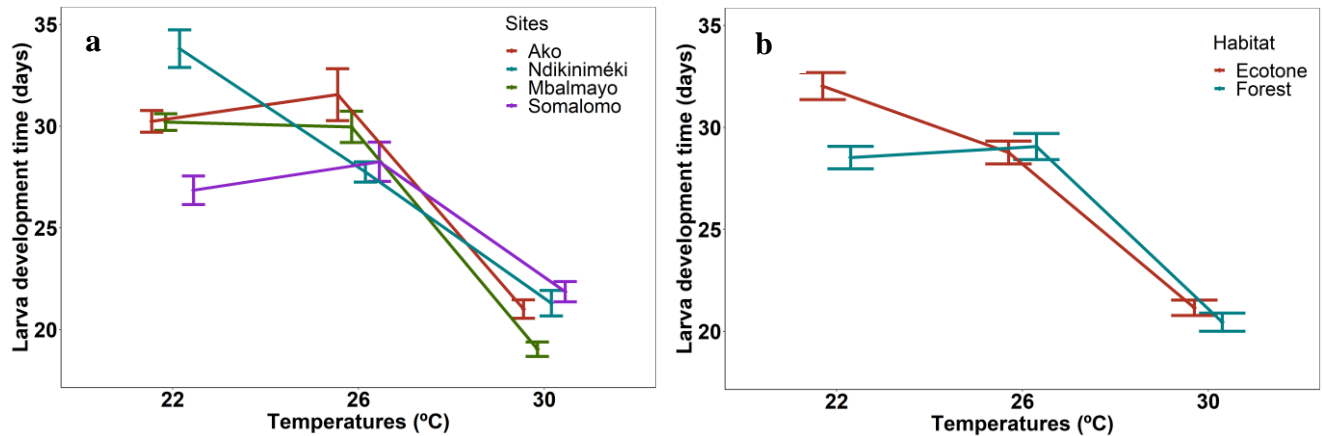 a
Sites
Ako
Ndikiniméki
Mbalmayo
Somalomo
35
30
25
20
Larva development time (days)
22 26 30
Temperatures (ºC)
b
Habitat
Ecotone
Forest
35
30
25
20
Larva development time (days)
22 26 30
Temperatures (ºC)